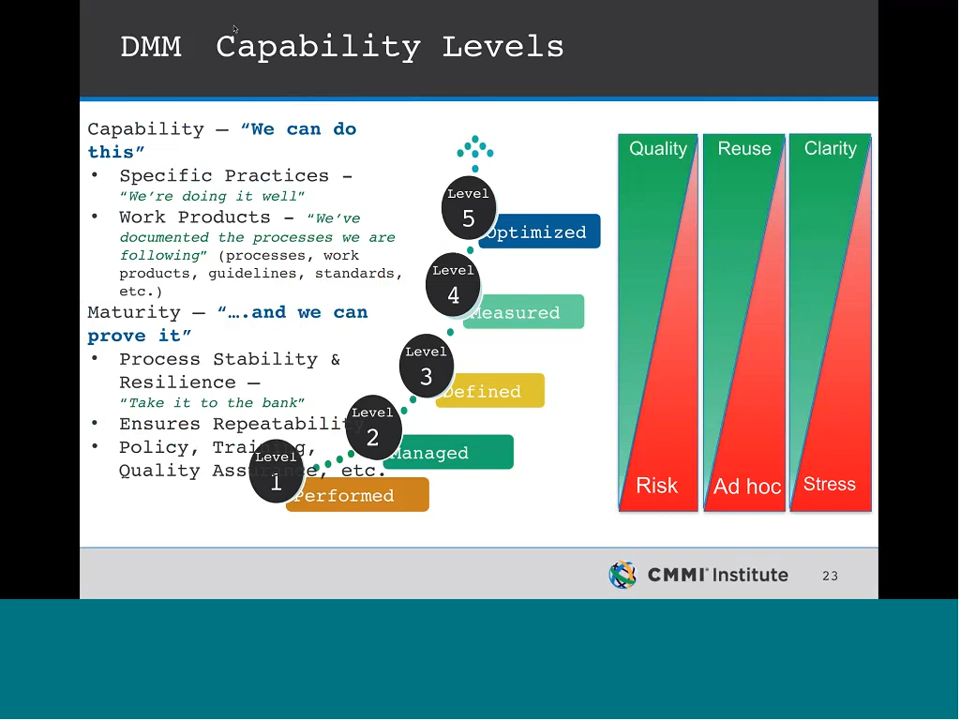 DMM  Capability Levels
Capability – “We can do
this”
• Specific Practices –
“We’re doing it well”
• Work Products – “We’ve
documented the processes we are
following” (processes, work
products, guidelines, standards,
etc.)
Maturity – “….and we can
prove it”
• Process Stability &
Resilience –
“Take it to the bank”
• Ensures Repeatability
• Policy, Training,
Quality Assurance, etc.
Level
5
Optimized
Level
4
Measured
Level
3
Defined
Level
2
Managed
Level
1
Performed
Quality
Risk
Reuse
Ad hoc
Clarity
Stress
CMMI® Institute
23